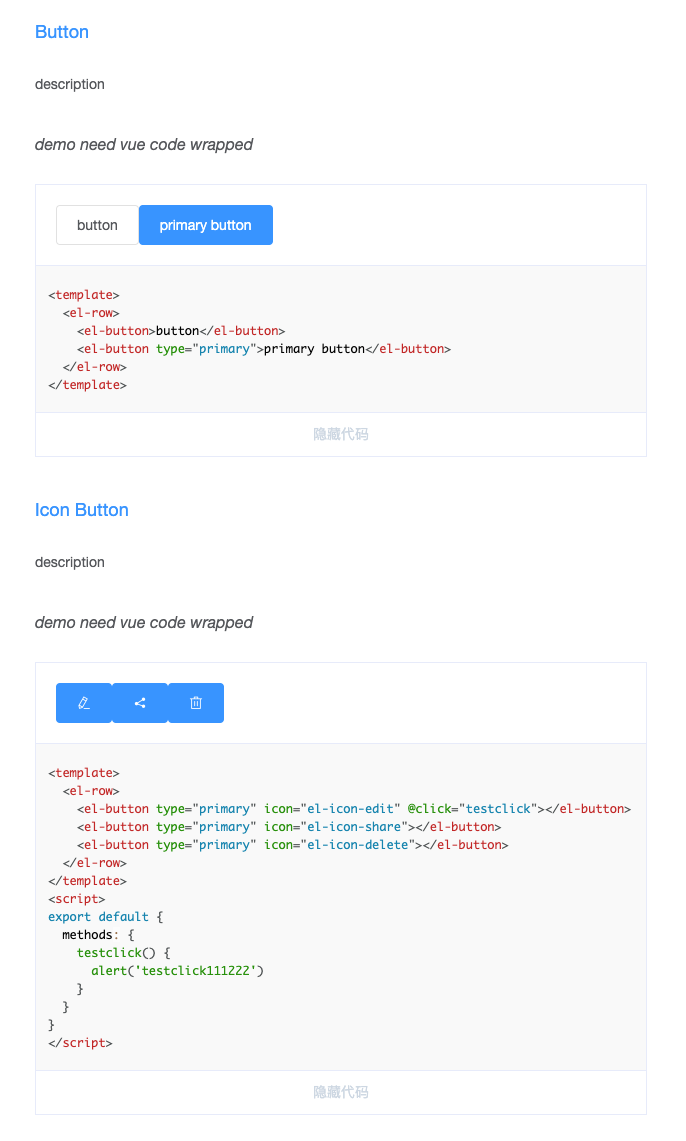 Button
description
demo need vue code wrapped
button primary button
<template>
  <el-row>
    <el-button>button</el-button>
    <el-button type="primary">primary button</el-button>
  </el-row>
</template>
隐藏代码
Icon Button
description
demo need vue code wrapped
<template>
  <el-row>
    <el-button type="primary" icon="el-icon-edit" @click="testclick"></el-button>
    <el-button type="primary" icon="el-icon-share"></el-button>
    <el-button type="primary" icon="el-icon-delete"></el-button>
  </el-row>
</template>
<script>
export default {
  methods: {
    testclick() {
      alert('testclick111222')
    }
  }
}
</script>
隐藏代码